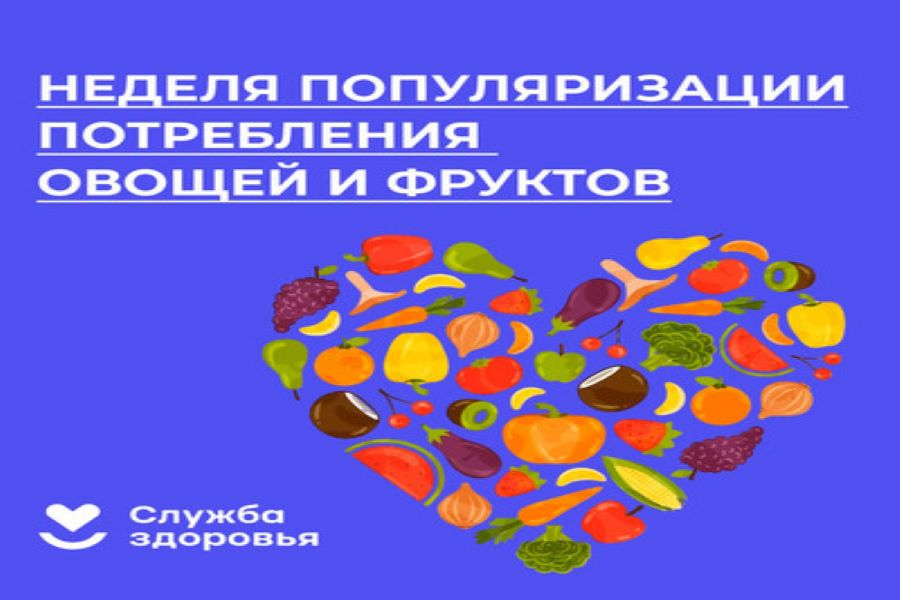 НЕДЕЛЯ ПОПУЛЯРИЗАЦИИ
ПОТРЕБЛЕНИЯ
ОВОЩЕЙ И ФРУКТОВ
Служба
здоровья